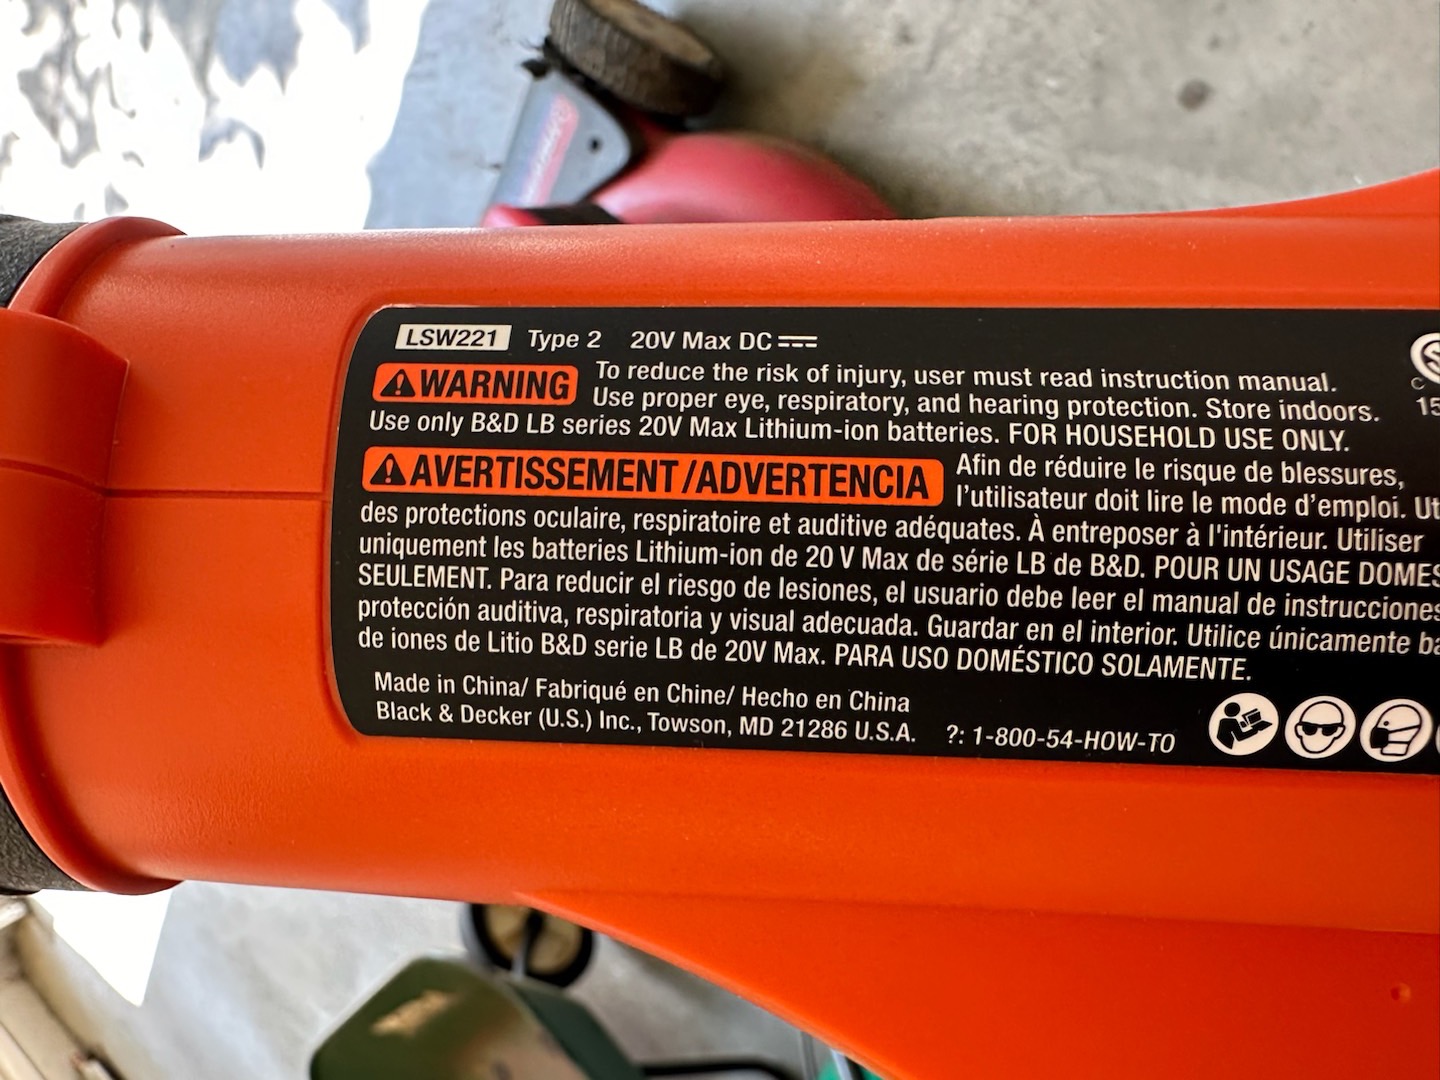 LSW221 Type 2 20V Max DC
WARNING To reduce the risk of injury, user must read instruction manual.
Use proper eye, respiratory, and hearing protection. Store indoors.
Use only B&D LB series 20V Max Lithium-ion batteries. FOR HOUSEHOLD USE ONLY.
AVERTISSEMENT/ADVERTENCIA Afin de réduire le risque de blessures,
l'utilisateur doit lire le mode d'emploi.
des protections oculaire, respiratoire et auditive adéquates. À entreposer à l'intérieur. Utiliser
uniquement les batteries Lithium-ion de 20 V Max de série LB de B&D. POUR UN USAGE
SEULEMENT. Para reducir el riesgo de lesiones, el usuario debe leer el manual de instrucciones
protección auditiva, respiratoria y visual adecuada. Guardar en el interior. Utilice únicamente
de iones de Litio B&D serie LB de 20V Max. PARA USO DOMÉSTICO SOLAMENTE.
Made in China/ Fabriqué en Chine/ Hecho en China
Black & Decker (U.S.) Inc., Towson, MD 21286 U.S.A. ?: 1-800-54-HOW-TO